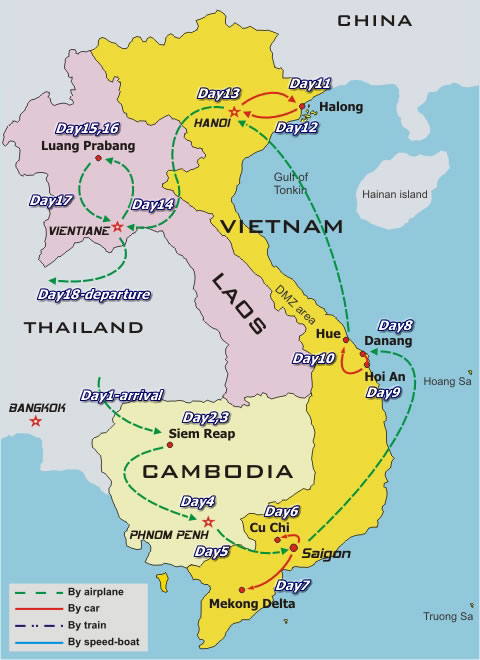 CHINA
Day13
Day11
Halong
HANOI
Day12
Day15,16
Luang Prabang
Gulf of
Tonkin
Hainan island
Day17
Day14
VIENTIANE
VIETNAM
Day18-departure
LAOS
DMZ area
THAILAND
Hue
Day8
Danang
Day10
Hoi An
Day9
Hoang Sa
Day1-arrival
BANGKOK
Day2,3
Siem Reap
CAMBODIA
Day4
PHNOM PENH
Day6
Cu Chi
Day5
Saigon
Day7
Mekong Delta
Truong Sa
By airplane
By car
By train
By speed-boat